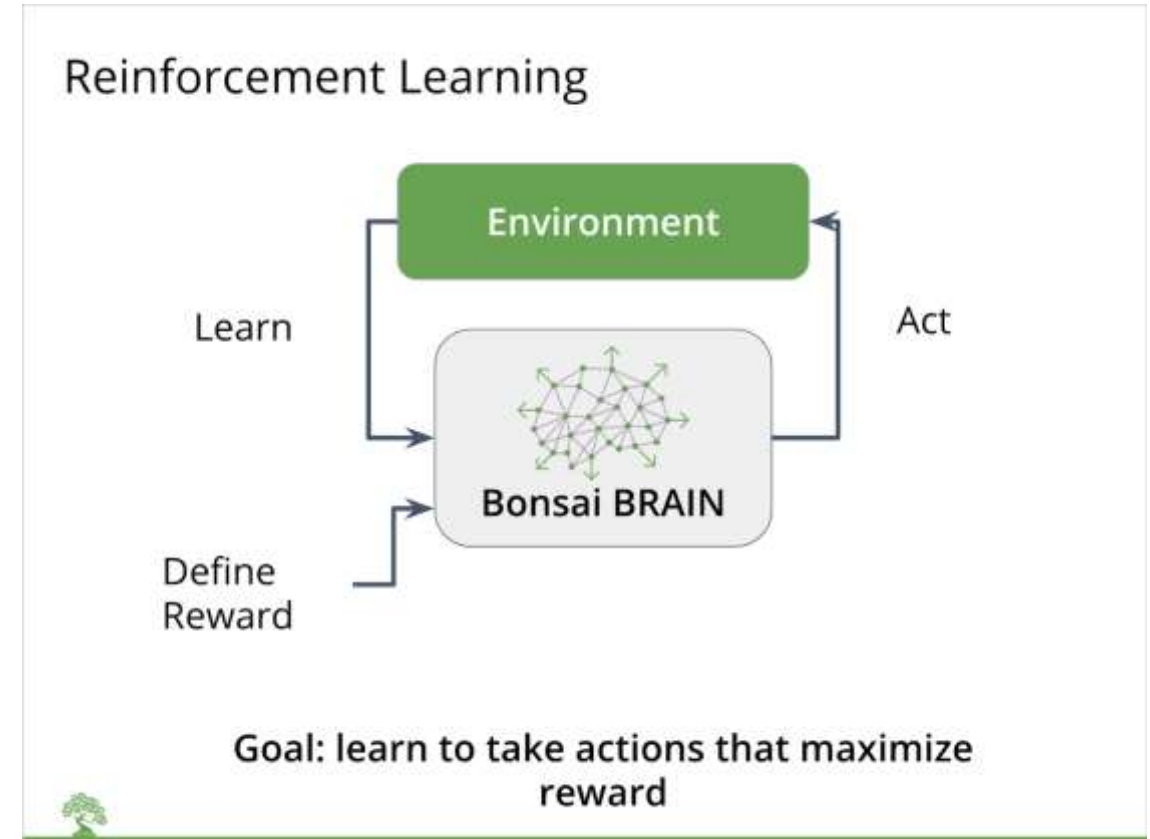 Reinforcement Learning
Environment
Learn
Act
Bonsai BRAIN
Define
Reward
Goal: learn to take actions that maximize
reward